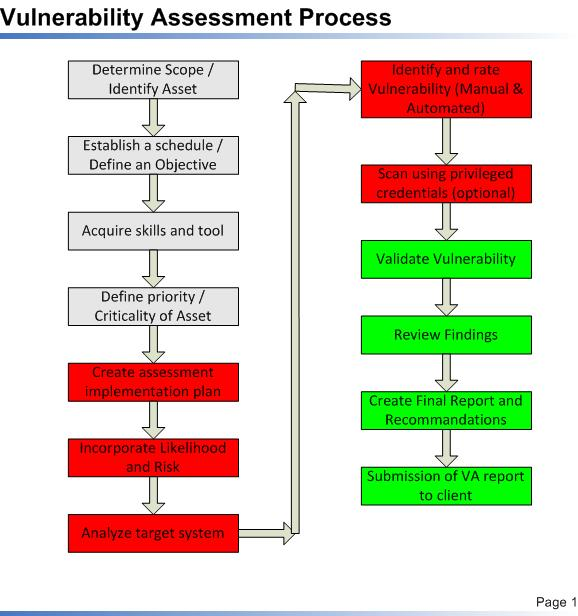 Vulnerability Assessment Process
Determine Scope /
Identify Asset
Establish a schedule /
Define an Objective
Acquire skills and tool
Define priority /
Criticality of Asset
Create assessment
implementation plan
Incorporate Likelihood
and Risk
Analyze target system
Identify and rate
Vulnerability (Manual &
Automated)
Scan using privileged
credentials (optional)
Validate Vulnerability
Review Findings
Create Final Report and
Recommandations
Submission of VA report
to client
Page 1